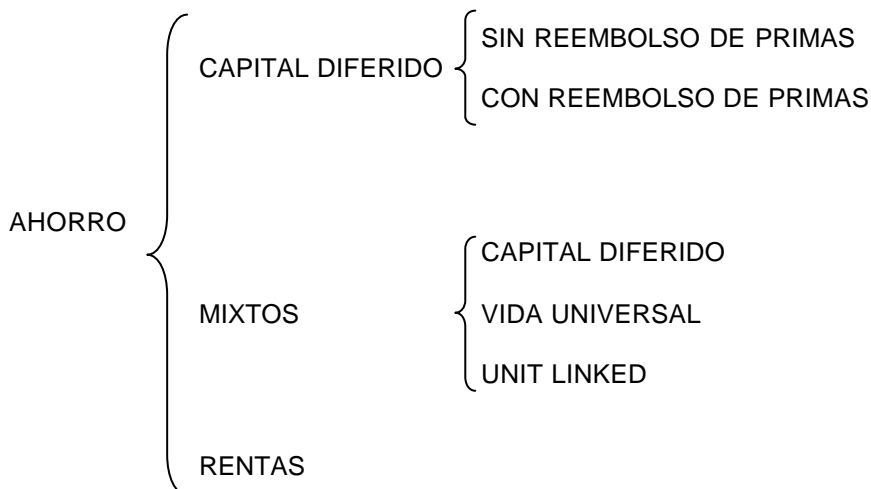 AHORRO
CAPITAL DIFERIDO
SIN REEMBOLSO DE PRIMAS
CON REEMBOLSO DE PRIMAS
MIXTOS
CAPITAL DIFERIDO
VIDA UNIVERSAL
UNIT LINKED
RENTAS